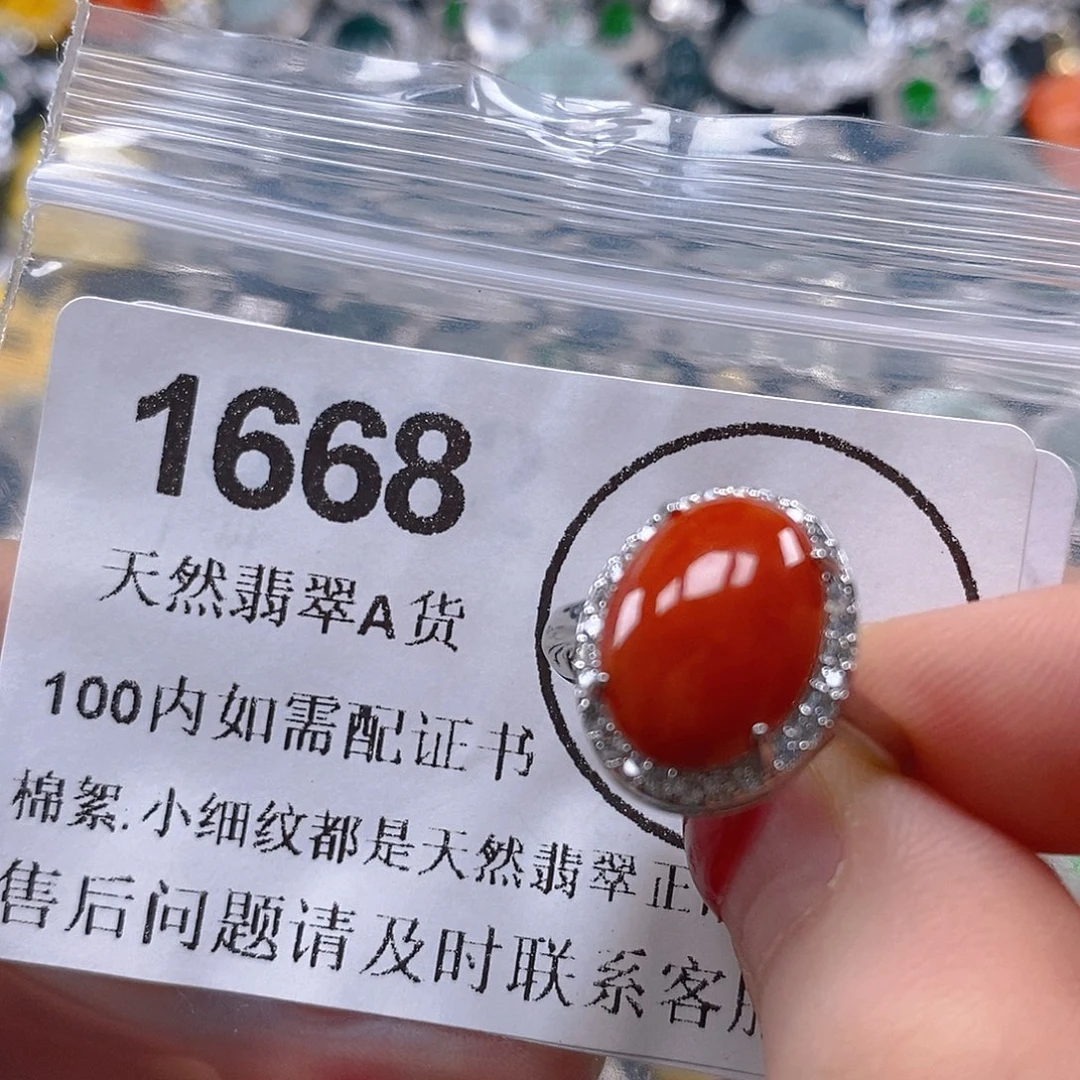 1668
天然翡翠A货
100内如需配证书
棉絮.小细纹都是天然翡翠正
售后问题请及时联系客服